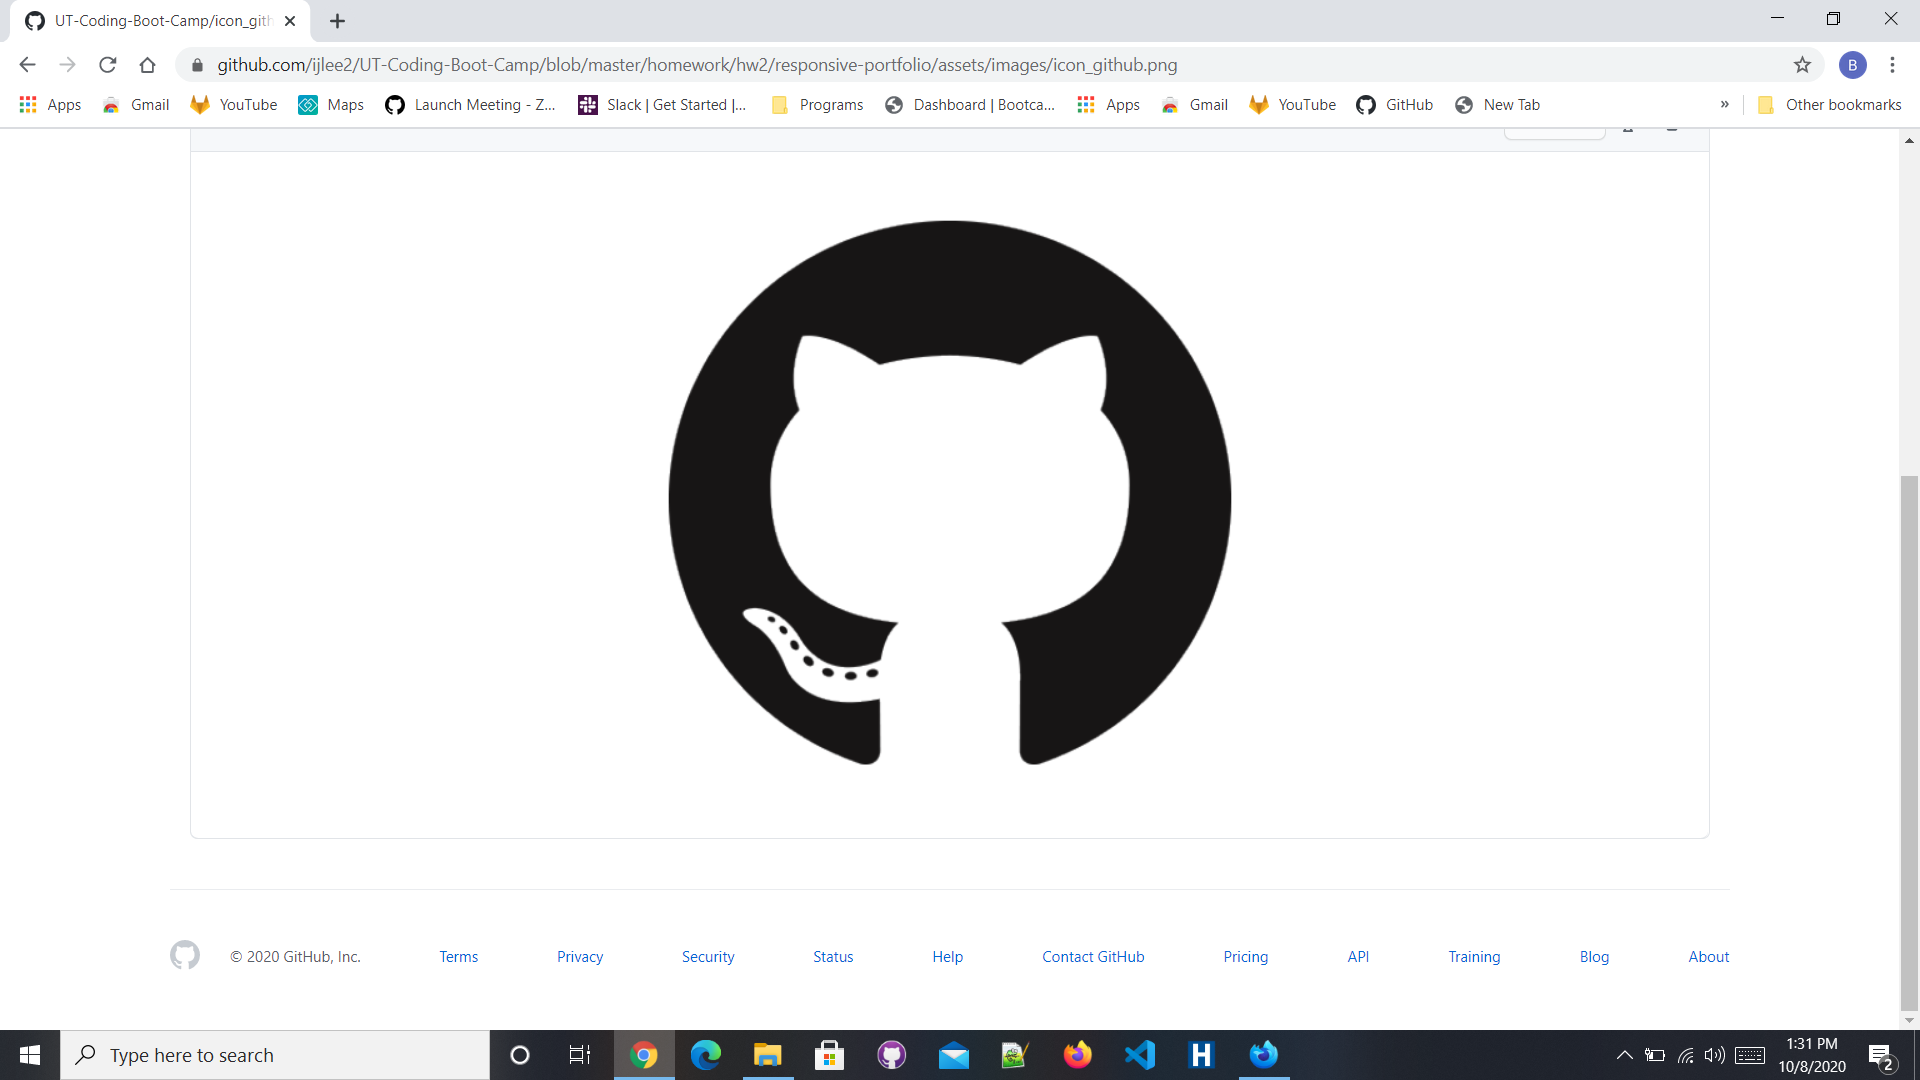 UT-Coding-Boot-Camp/icon_gith
github.com/ijlee2/UT-Coding-Boot-Camp/blob/master/homework/hw2/responsive-portfolio/assets/images/icon_github.png
B
Apps Gmail YouTube Maps Launch Meeting - Z... Slack | Get Started |... Programs Dashboard | Bootca... Apps Gmail YouTube GitHub New Tab » Other bookmarks
© 2020 GitHub, Inc. Terms Privacy Security Status Help Contact GitHub Pricing API Training Blog About
Type here to search
H
1:31 PM
10/8/2020
2